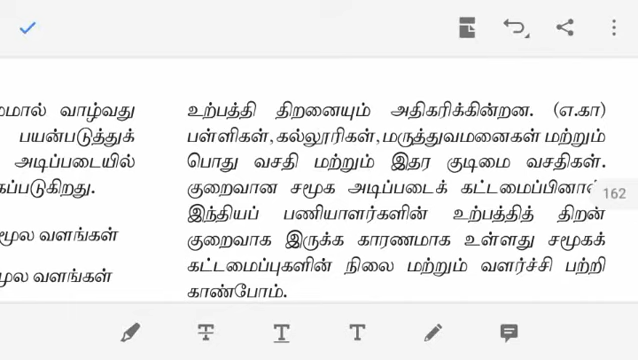 மமால் வாழ்வது
பயன்படுத்துக்
அடிப்படையில்
கப்படுகிறது.
மூல வளங்கள்
மூல வளங்கள்
உற்பத்தி திறனையும் அதிகரிக்கின்றன. (எ.கா)
பள்ளிகள், கல்லூரிகள், மருத்துவமனைகள் மற்றும்
பொது வசதி மற்றும் இதர குடிமை வசதிகள்.
குறைவான சமூக அடிப்படைக் கட்டமைப்பினால்
இந்தியப் பணியாளர்களின் உற்பத்தித் திறன்
குறைவாக இருக்க காரணமாக உள்ளது சமூகக்
கட்டமைப்புகளின் நிலை மற்றும் வளர்ச்சி பற்றி
காண்போம்.
162